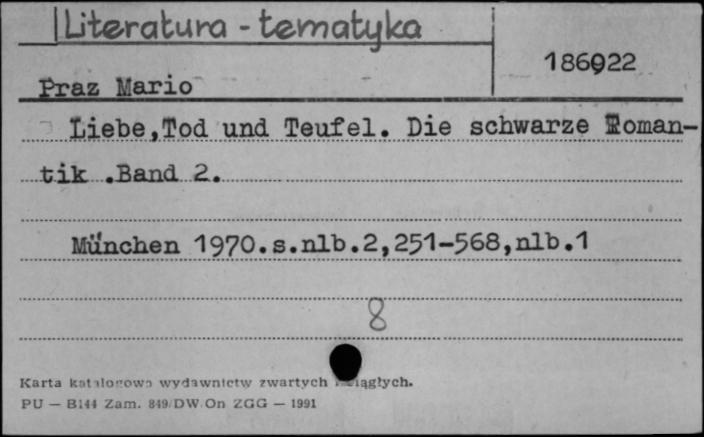 Literatura - tematyka
186922
Praz Mario
Liebe,Tod und Teufel. Die schwarze Roman-
tik .Band 2.
München 1970.s.nlb.2,251-568,nlb.1
8
Karta katalogowa wydawnictw zwartych ciągłych.
PU — B144 Zam. 849/DW On ZGG — 1991